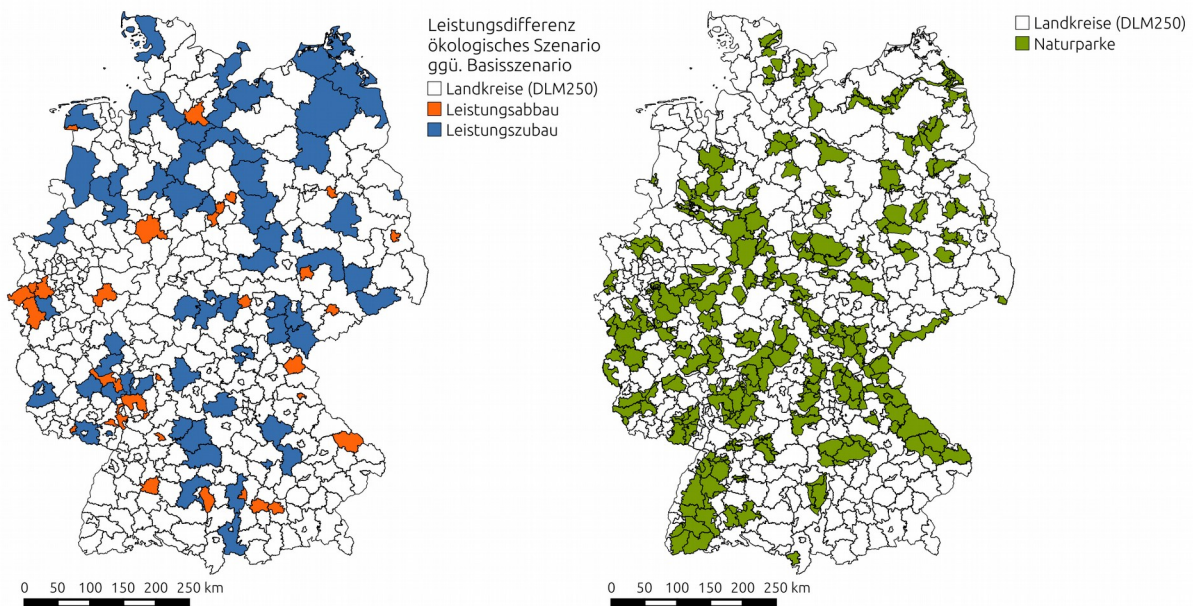 Leistungsdifferenz
ökologisches Szenario
ggü. Basisszenario
Landkreise (DLM250)
Leistungsabbau
Leistungszubau
0 50 100 150 200 250 km
Landkreise (DLM250)
Naturparke
0 50 100 150 200 250 km